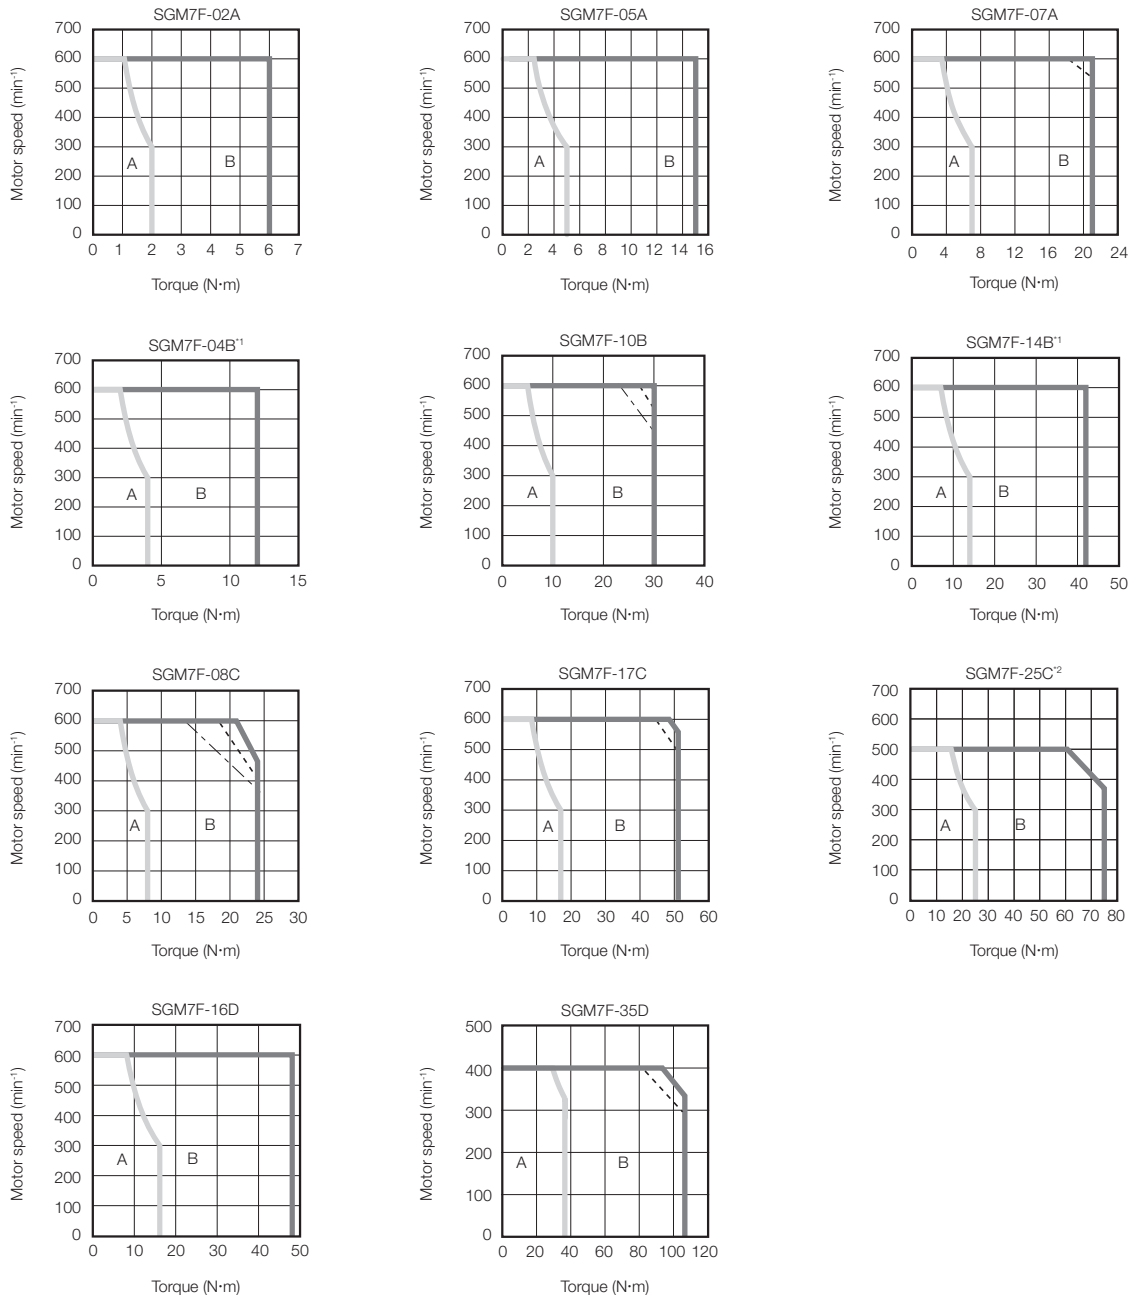 SGM7F-02A
Motor speed (min⁻¹)
700
600
500
400
300
200
100
0
A
B
0 1 2 3 4 5 6 7
Torque (N·m)
SGM7F-05A
Motor speed (min⁻¹)
700
600
500
400
300
200
100
0
A
B
0 2 4 6 8 10 12 14 16
Torque (N·m)
SGM7F-07A
Motor speed (min⁻¹)
700
600
500
400
300
200
100
0
A
B
0 4 8 12 16 20 24
Torque (N·m)
SGM7F-04B*1
Motor speed (min⁻¹)
700
600
500
400
300
200
100
0
A
B
0 5 10 15
Torque (N·m)
SGM7F-10B
Motor speed (min⁻¹)
700
600
500
400
300
200
100
0
A
B
0 10 20 30 40
Torque (N·m)
SGM7F-14B*1
Motor speed (min⁻¹)
700
600
500
400
300
200
100
0
A
B
0 10 20 30 40 50
Torque (N·m)
SGM7F-08C
Motor speed (min⁻¹)
700
600
500
400
300
200
100
0
A
B
0 5 10 15 20 25 30
Torque (N·m)
SGM7F-17C
Motor speed (min⁻¹)
700
600
500
400
300
200
100
0
A
B
0 10 20 30 40 50 60
Torque (N·m)
SGM7F-25C*2
Motor speed (min⁻¹)
700
600
500
400
300
200
100
0
A
B
0 10 20 30 40 50 60 70 80
Torque (N·m)
SGM7F-16D
Motor speed (min⁻¹)
700
600
500
400
300
200
100
0
A
B
0 10 20 30 40 50
Torque (N·m)
SGM7F-35D
Motor speed (min⁻¹)
500
400
300
200
100
0
A
B
0 20 40 60 80 100 120
Torque (N·m)